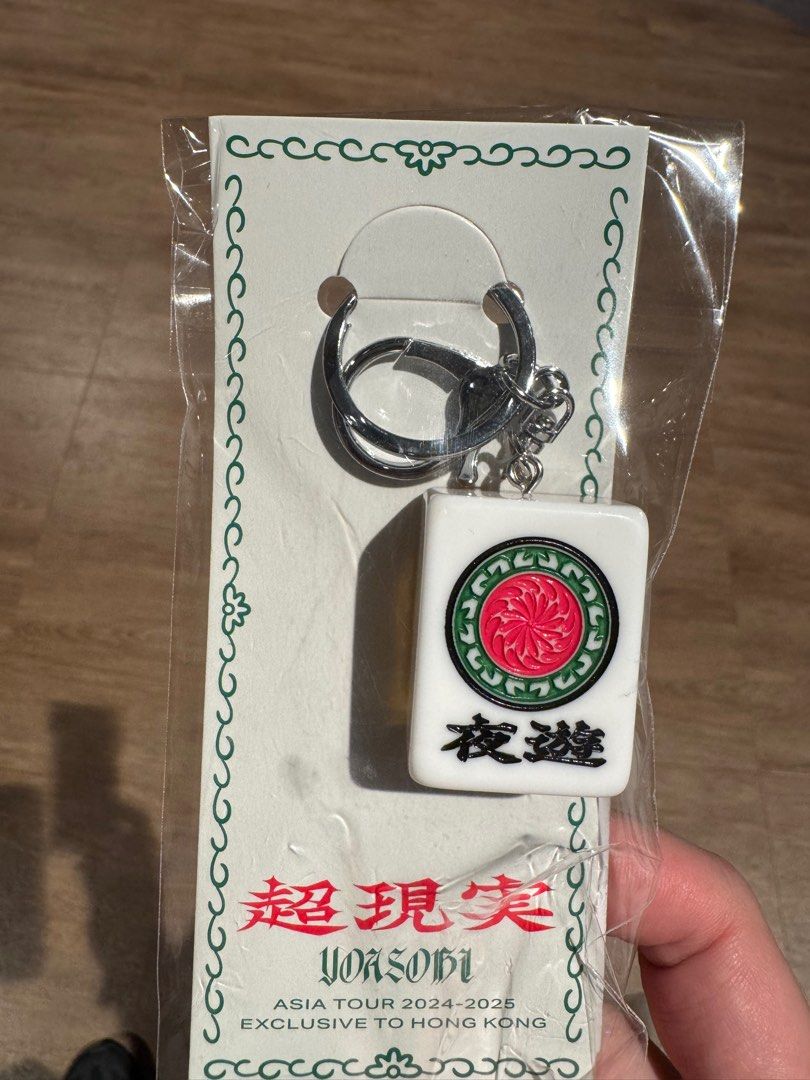 夜遊
超現実
YOASOBI
ASIA TOUR 2024-2025
EXCLUSIVE TO HONG KONG